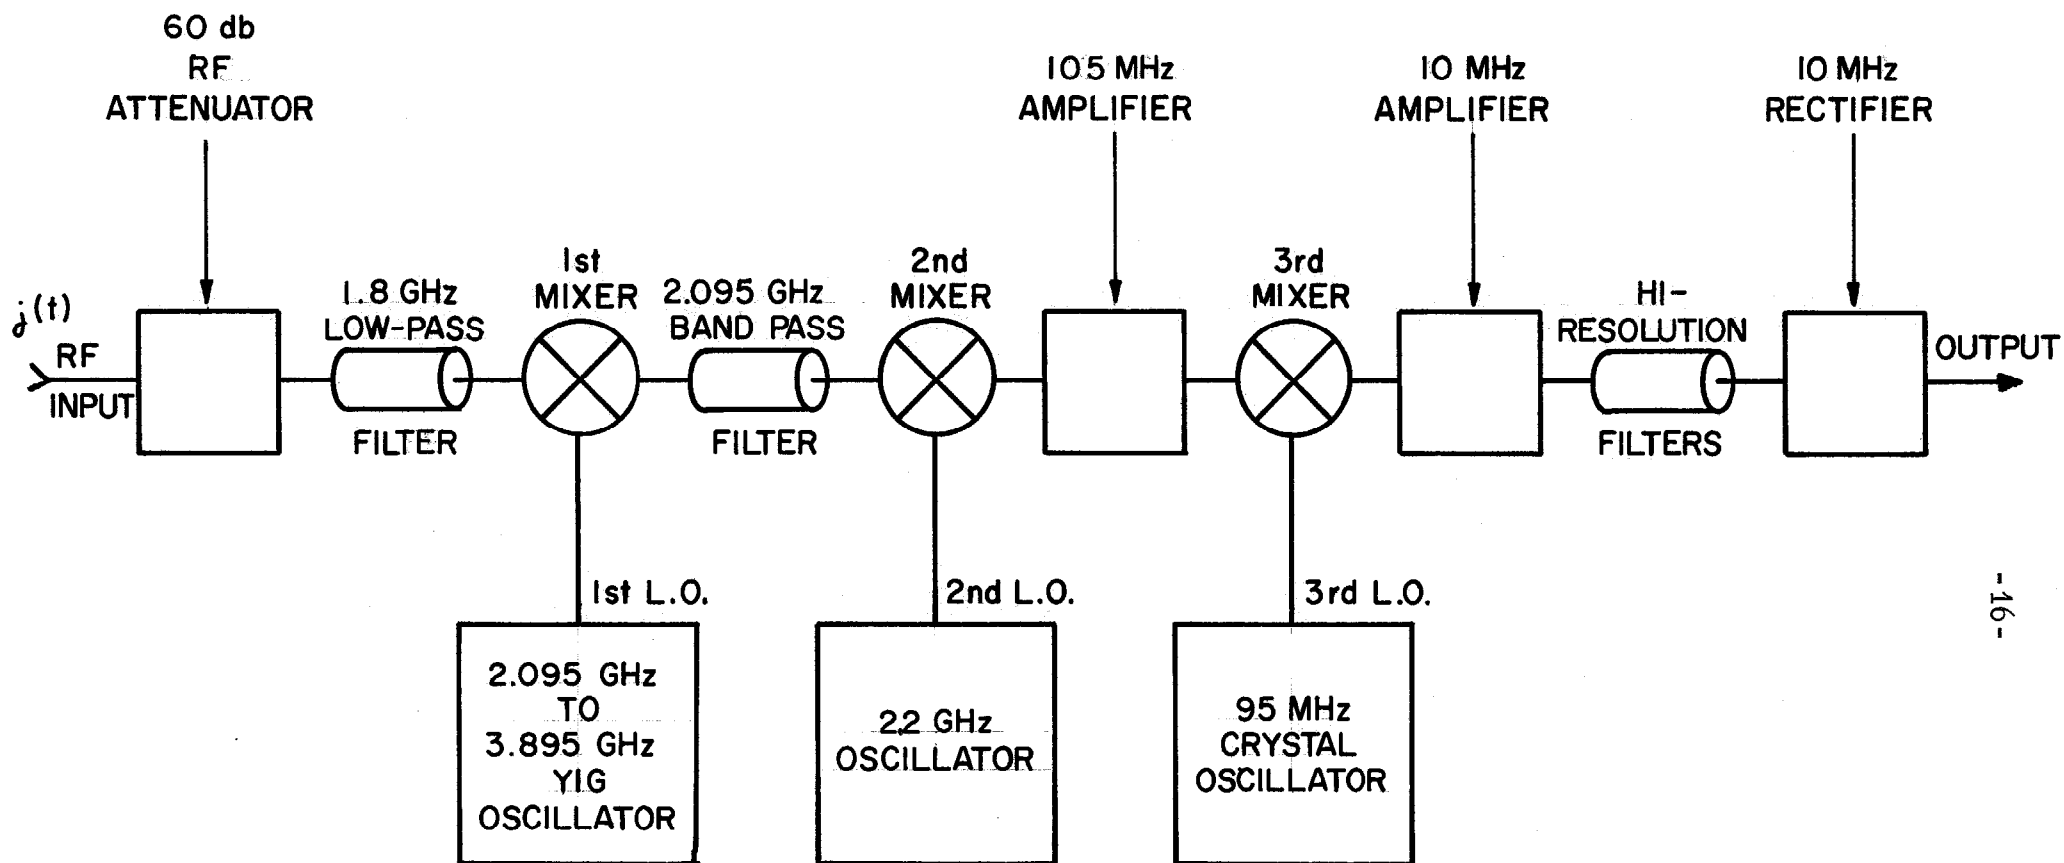 60 db
RF
ATTENUATOR
105 MHz
AMPLIFIER
10 MHz
AMPLIFIER
10 MHz
RECTIFIER
j(t)
RF
INPUT
1.8 GHz
LOW-PASS
FILTER
1st
MIXER
2.095 GHz
BAND PASS
FILTER
2nd
MIXER
3rd
MIXER
HI-
RESOLUTION
FILTERS
OUTPUT
1st L.O.
2nd L.O.
3rd L.O.
2.095 GHz
TO
3.895 GHz
YIG
OSCILLATOR
2.2 GHz
OSCILLATOR
95 MHz
CRYSTAL
OSCILLATOR
-16-